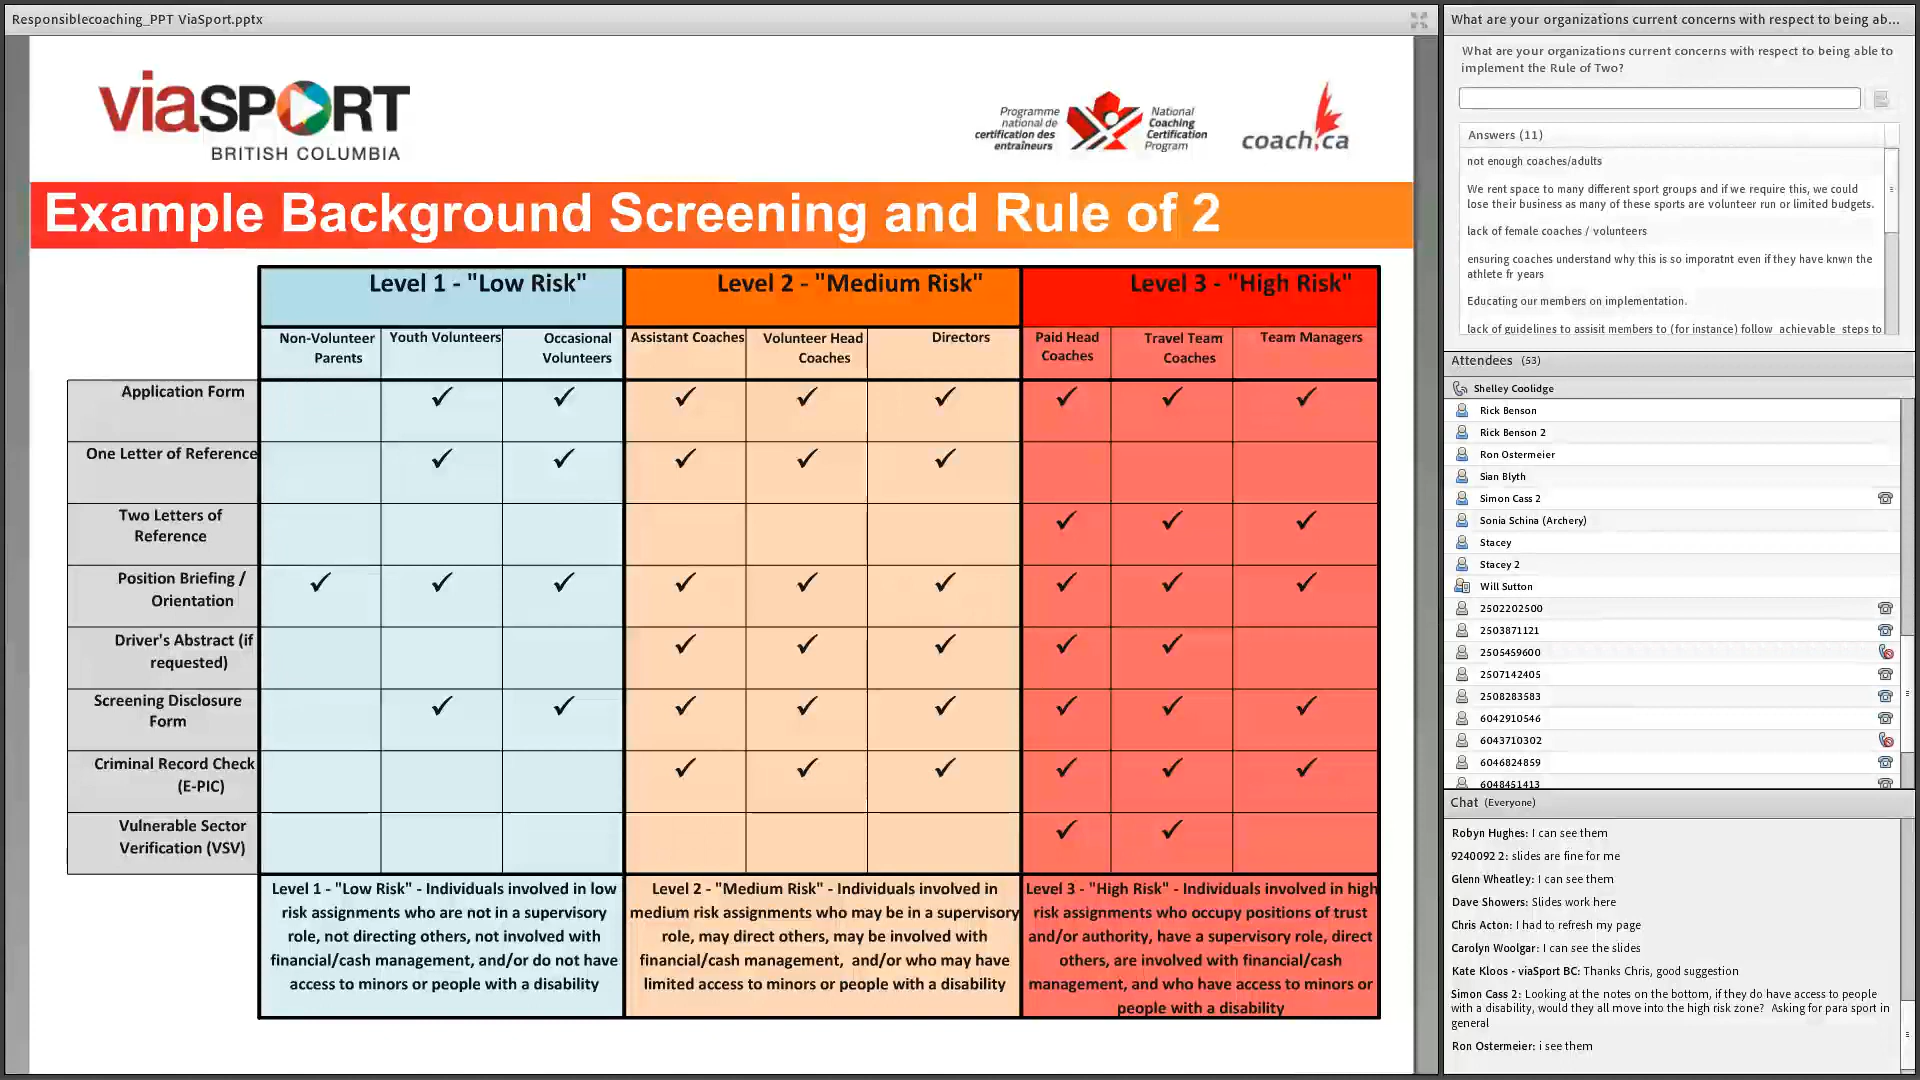 Responsiblecoaching_PPT ViaSport.pptx
viaSPORT
BRITISH COLUMBIA
Programme
national de
certification des
entraîneurs
National
Coaching
Certification
Program
coach.ca
Example Background Screening and Rule of 2
Level 1 - "Low Risk"
Level 2 - "Medium Risk"
Level 3 - "High Risk"
Non-Volunteer
Parents
Youth Volunteers
Occasional
Volunteers
Assistant Coaches
Volunteer Head
Coaches
Directors
Paid Head
Coaches
Travel Team
Coaches
Team Managers
Application Form
✓ ✓ ✓ ✓ ✓ ✓ ✓ ✓
One Letter of Reference
✓ ✓ ✓ ✓ ✓
Two Letters of
Reference
✓ ✓ ✓
Position Briefing /
Orientation
✓ ✓ ✓ ✓ ✓ ✓ ✓ ✓ ✓
Driver's Abstract (if
requested)
✓ ✓ ✓ ✓ ✓
Screening Disclosure
Form
✓ ✓ ✓ ✓ ✓ ✓ ✓ ✓
Criminal Record Check
(E-PIC)
✓ ✓ ✓ ✓ ✓ ✓
Vulnerable Sector
Verification (VSV)
✓ ✓
Level 1 - "Low Risk" - Individuals involved in low
risk assignments who are not in a supervisory
role, not directing others, not involved with
financial/cash management, and/or do not have
access to minors or people with a disability
Level 2 - "Medium Risk" - Individuals involved in
medium risk assignments who may be in a supervisory
role, may direct others, may be involved with
financial/cash management, and/or who may have
limited access to minors or people with a disability
Level 3 - "High Risk" - Individuals involved in high
risk assignments who occupy positions of trust
and/or authority, have a supervisory role, direct
others, are involved with financial/cash
management, and who have access to minors or
people with a disability
What are your organizations current concerns with respect to being ab...
What are your organizations current concerns with respect to being able to
implement the Rule of Two?
Answers (11)
not enough coaches/adults
We rent space to many different sport groups and if we require this, we could
lose their business as many of these sports are volunteer run or limited budgets.
lack of female coaches / volunteers
ensuring coaches understand why this is so imporatnt even if they have knwn the
athlete fr years
Educating our members on implementation.
lack of guidelines to assisit members to (for instance) follow achievable steps to
Attendees (53)
Shelley Coolidge
Rick Benson
Rick Benson 2
Ron Ostermeier
Sian Blyth
Simon Cass 2
Sonia Schina (Archery)
Stacey
Stacey 2
Will Sutton
2502202500
2503871121
2505459600
2507142405
2508283583
6042910546
6043710302
6046824859
6048451413
Chat (Everyone)
Robyn Hughes: I can see them
9240092 2: slides are fine for me
Glenn Wheatley: I can see them
Dave Showers: Slides work here
Chris Acton: I had to refresh my page
Carolyn Woolgar: I can see the slides
Kate Kloos - viaSport BC: Thanks Chris, good suggestion
Simon Cass 2: Looking at the notes on the bottom, if they do have access to people
with a disability, would they all move into the high risk zone? Asking for para sport in
general
Ron Ostermeier: i see them